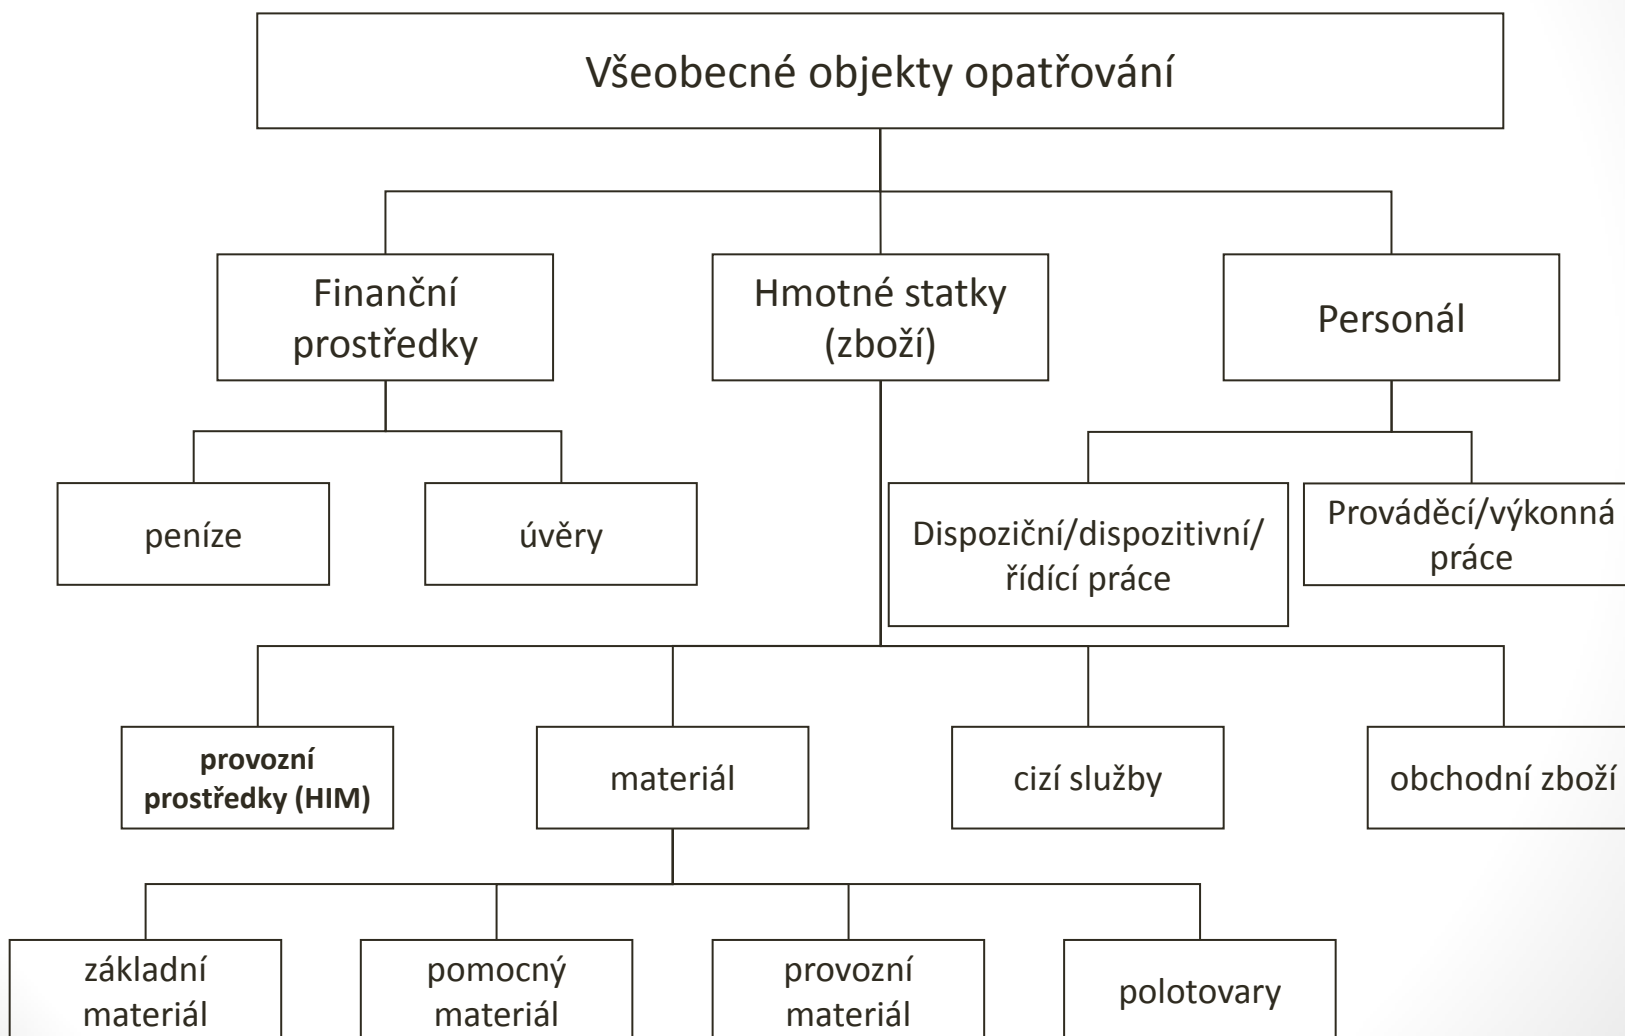 Všeobecné objekty opatřování
Finanční
prostředky
Hmotné statky
(zboží)
Personál
peníze
úvěry
Dispoziční/dispozitivní/
řídící práce
Prováděcí/výkonná
práce
provozní
prostředky (HIM)
materiál
cizí služby
obchodní zboží
základní
materiál
pomocný
materiál
provozní
materiál
polotovary